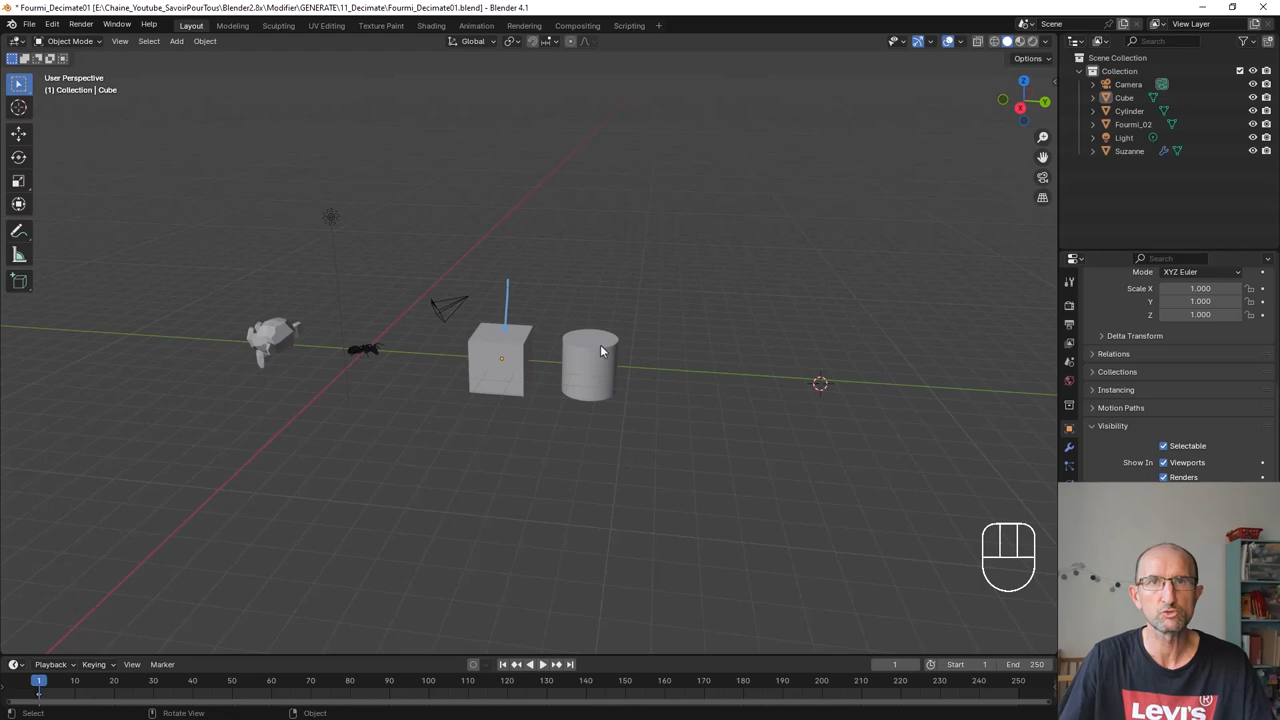 * Fourmi_Decimate01 [E:\Chaine_Youtube_SavoirPourTous\Blender2.8x\Modifier\GENERATE\11_Decimate\Fourmi_Decimate01.blend] - Blender 4.1
File Edit Render Window Help Layout Modeling Sculpting UV Editing Texture Paint Shading Animation Rendering Compositing Geometry Nodes Scripting + Scene View Layer
Object Mode View Select Add Object Global Search
Options
User Perspective
(1) Collection | Cube
Z
Y
X
Scene Collection
Collection
Camera
Cube
Cylinder
Fourmi_02
Light
Suzanne
Search
Mode XYZ Euler
Scale X 1.000
Y 1.000
Z 1.000
Delta Transform
Relations
Collections
Instancing
Motion Paths
Visibility
Selectable
Show In Viewports
Renders
LEVI'S
Playback Keying View Marker 1 Start 1 End 250
1 10 20 30 40 50 60 70 80 90 100 110 120 130 140 150 160 170 180 190 200 210 220 230 240 250
Select Rotate View Object